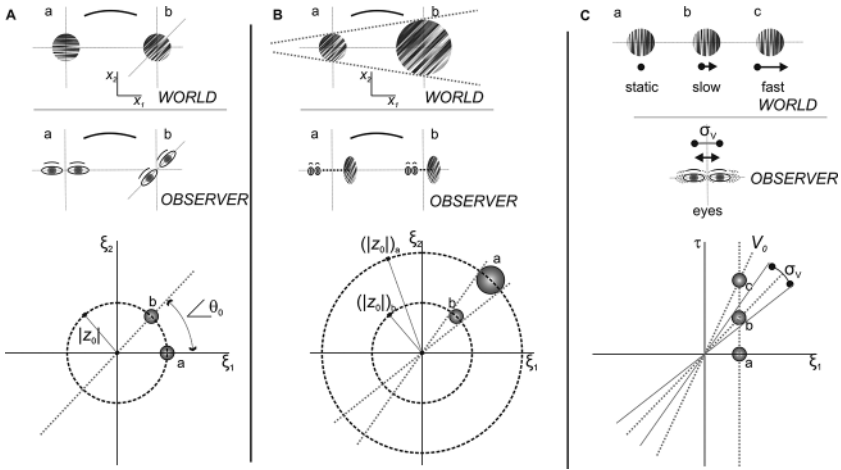 A
a
b
x₂
x₁
WORLD
a
b
OBSERVER
ξ₂
b
θ₀
|z₀|
a
ξ₁
B
a
b
x₂
x₁
WORLD
a
b
OBSERVER
ξ₂
(|z₀|)ₐ
a
(|z₀|)b
b
ξ₁
C
a
b
c
static
slow
fast
WORLD
σᵥ
OBSERVER
eyes
τ
V₀
c
σᵥ
b
ξ₁
a